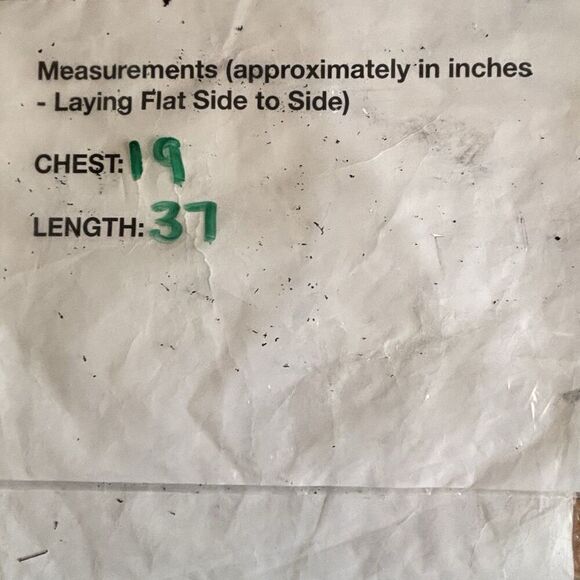 Measurements (approximately in inches
- Laying Flat Side to Side)
CHEST: 19
LENGTH: 37